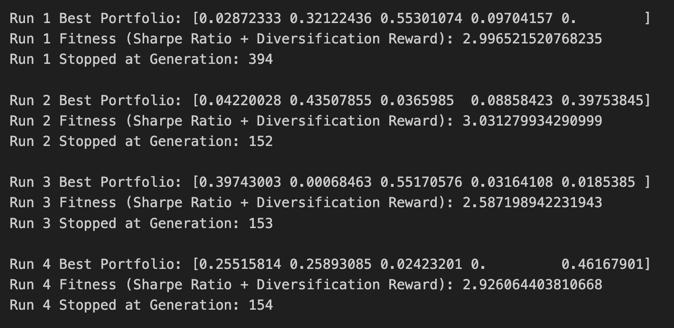 Run 1 Best Portfolio: [0.02872333 0.32122436 0.55301074 0.09704157 0.        ]
Run 1 Fitness (Sharpe Ratio + Diversification Reward): 2.996521520768235
Run 1 Stopped at Generation: 394
Run 2 Best Portfolio: [0.04220028 0.43507855 0.0365985  0.08858423 0.39753845]
Run 2 Fitness (Sharpe Ratio + Diversification Reward): 3.031279934290999
Run 2 Stopped at Generation: 152
Run 3 Best Portfolio: [0.39743003 0.00068463 0.55170576 0.03164108 0.0185385 ]
Run 3 Fitness (Sharpe Ratio + Diversification Reward): 2.587198942231943
Run 3 Stopped at Generation: 153
Run 4 Best Portfolio: [0.25515814 0.25893085 0.02423201 0.         0.46167901]
Run 4 Fitness (Sharpe Ratio + Diversification Reward): 2.926064403810668
Run 4 Stopped at Generation: 154